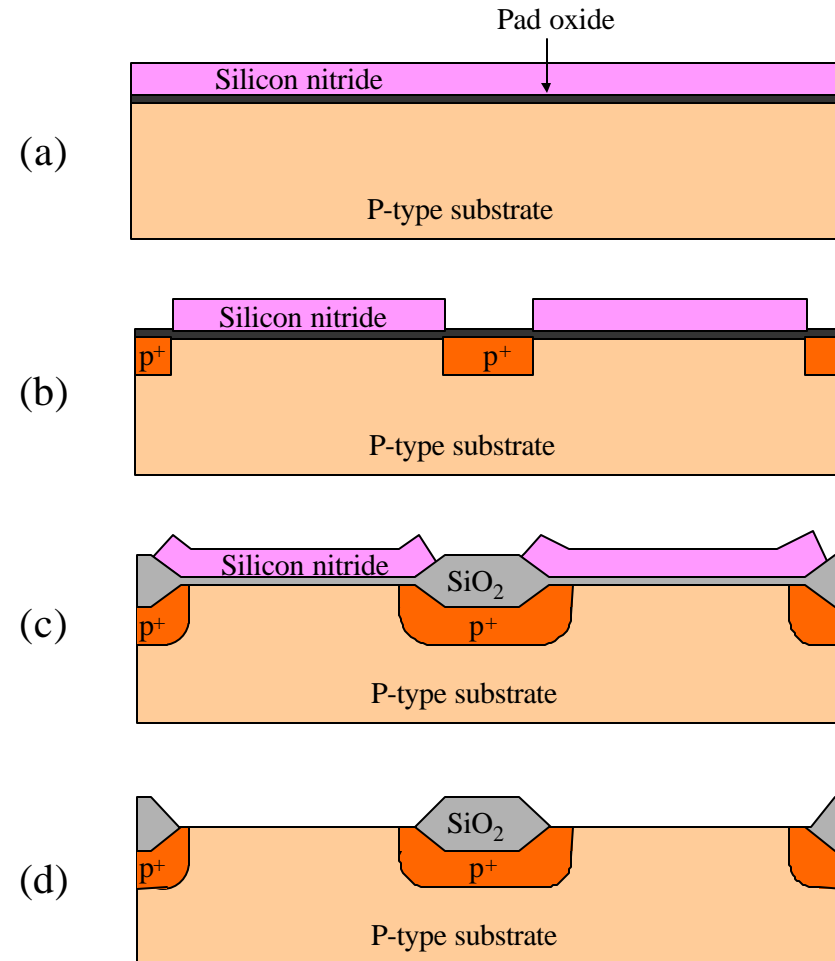 Pad oxide
Silicon nitride
(a)
P-type substrate
Silicon nitride
p⁺ p⁺
(b)
P-type substrate
Silicon nitride
SiO₂
(c)
p⁺ p⁺
P-type substrate
SiO₂
p⁺ p⁺
(d)
P-type substrate